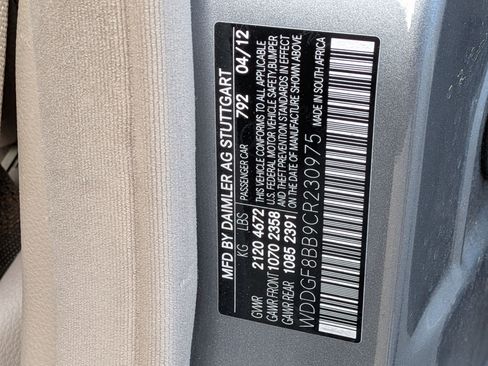 MFD BY DAIMLER AG STUTTGART
KG LBS PASSENGER CAR 792 04/12
GVWR 2120 4672 THIS VEHICLE CONFORMS TO ALL APPLICABLE
GAWR FRONT 1070 2358 U.S. FEDERAL MOTOR VEHICLE SAFETY, BUMPER
GAWR REAR 1085 2391 AND THEFT PREVENTION STANDARDS IN EFFECT
ON THE DATE OF MANUFACTURE SHOWN ABOVE.
WDDGF8BB9CR230975 MADE IN SOUTH AFRICA